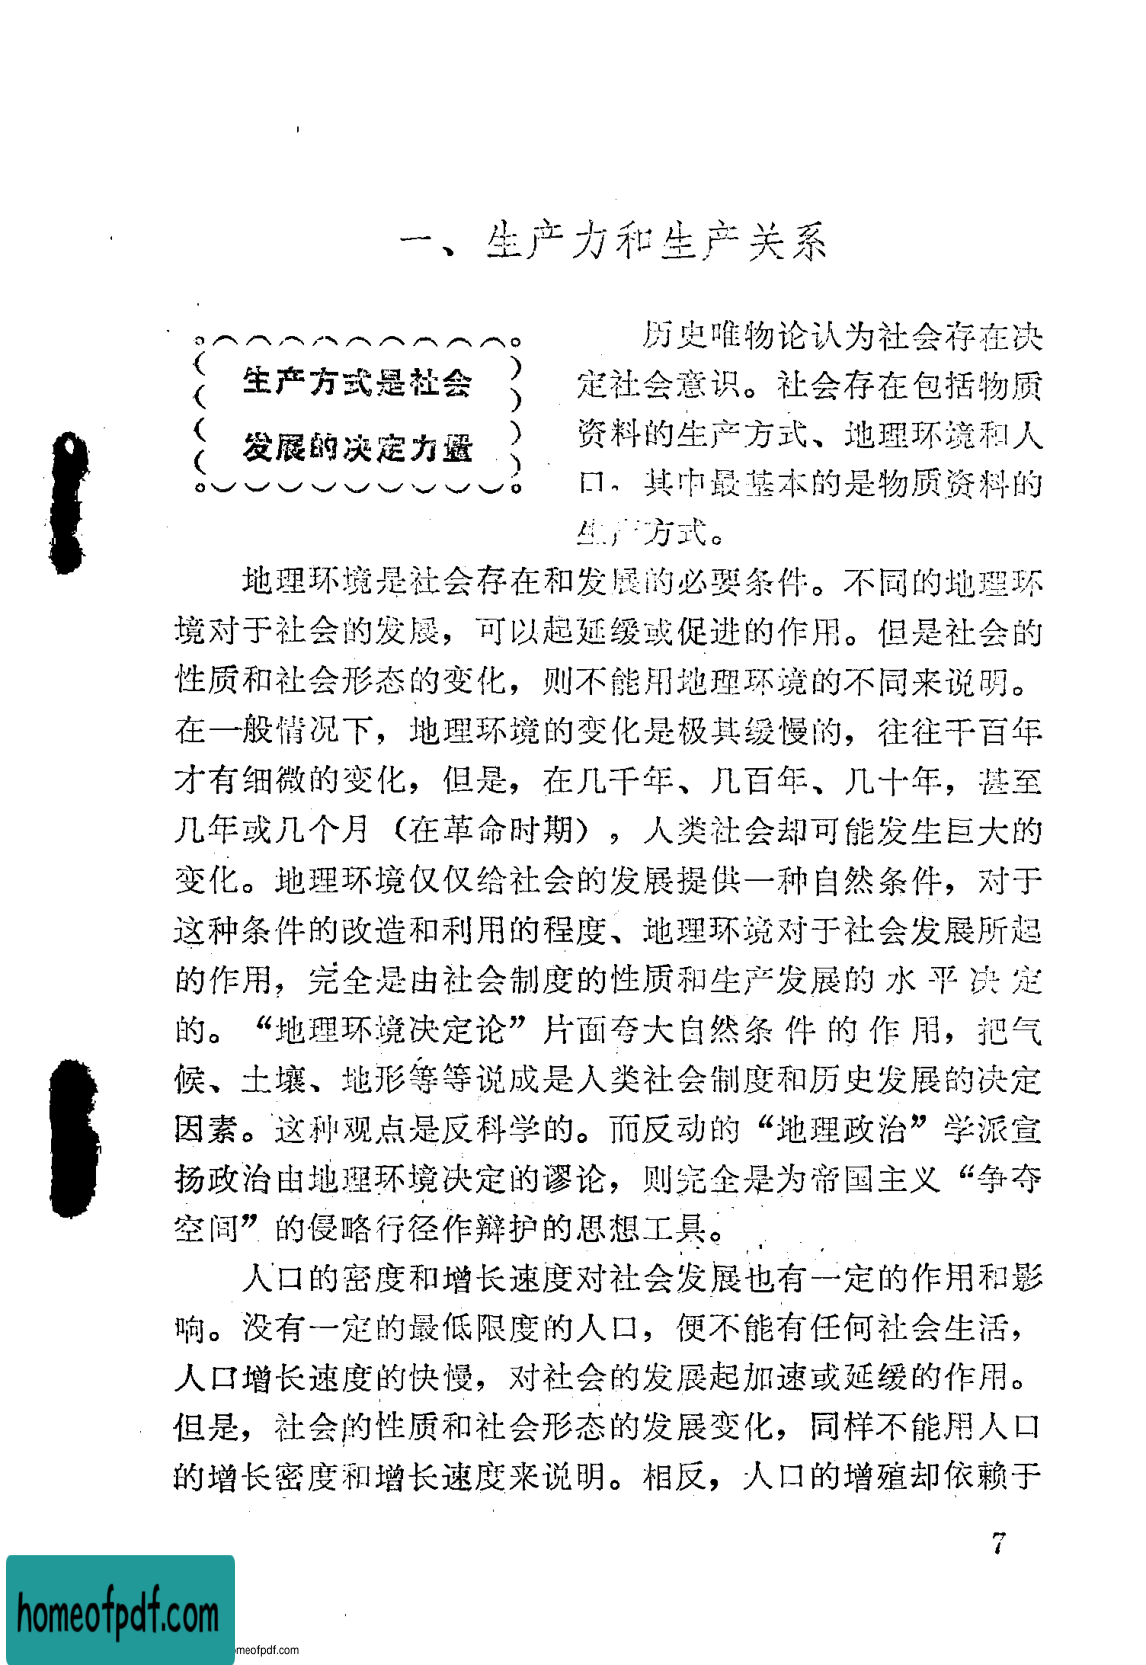 一、生产力和生产关系
生产方式是社会
发展的决定力量
历史唯物论认为社会存在决
定社会意识。社会存在包括物质
资料的生产方式、地理环境和人
口。其中最基本的是物质资料的
生产方式。
地理环境是社会存在和发展的必要条件。不同的地理环
境对于社会的发展，可以起延缓或促进的作用。但是社会的
性质和社会形态的变化，则不能用地理环境的不同来说明。
在一般情况下，地理环境的变化是极其缓慢的，往往千百年
才有细微的变化，但是，在几千年、几百年、几十年，甚至
几年或几个月（在革命时期），人类社会却可能发生巨大的
变化。地理环境仅仅给社会的发展提供一种自然条件，对于
这种条件的改造和利用的程度、地理环境对于社会发展所起
的作用，完全是由社会制度的性质和生产发展的水平决定
的。“地理环境决定论”片面夸大自然条件的作用，把气
候、土壤、地形等等说成是人类社会制度和历史发展的决定
因素。这种观点是反科学的。而反动的“地理政治”学派宣
扬政治由地理环境决定的谬论，则完全是为帝国主义“争夺
空间”的侵略行径作辩护的思想工具。
人口的密度和增长速度对社会发展也有一定的作用和影
响。没有一定的最低限度的人口，便不能有任何社会生活，
人口增长速度的快慢，对社会的发展起加速或延缓的作用。
但是，社会的性质和社会形态的发展变化，同样不能用人口
的增长密度和增长速度来说明。相反，人口的增殖却依赖于
7
homeofpdf.com
meofpdf.com